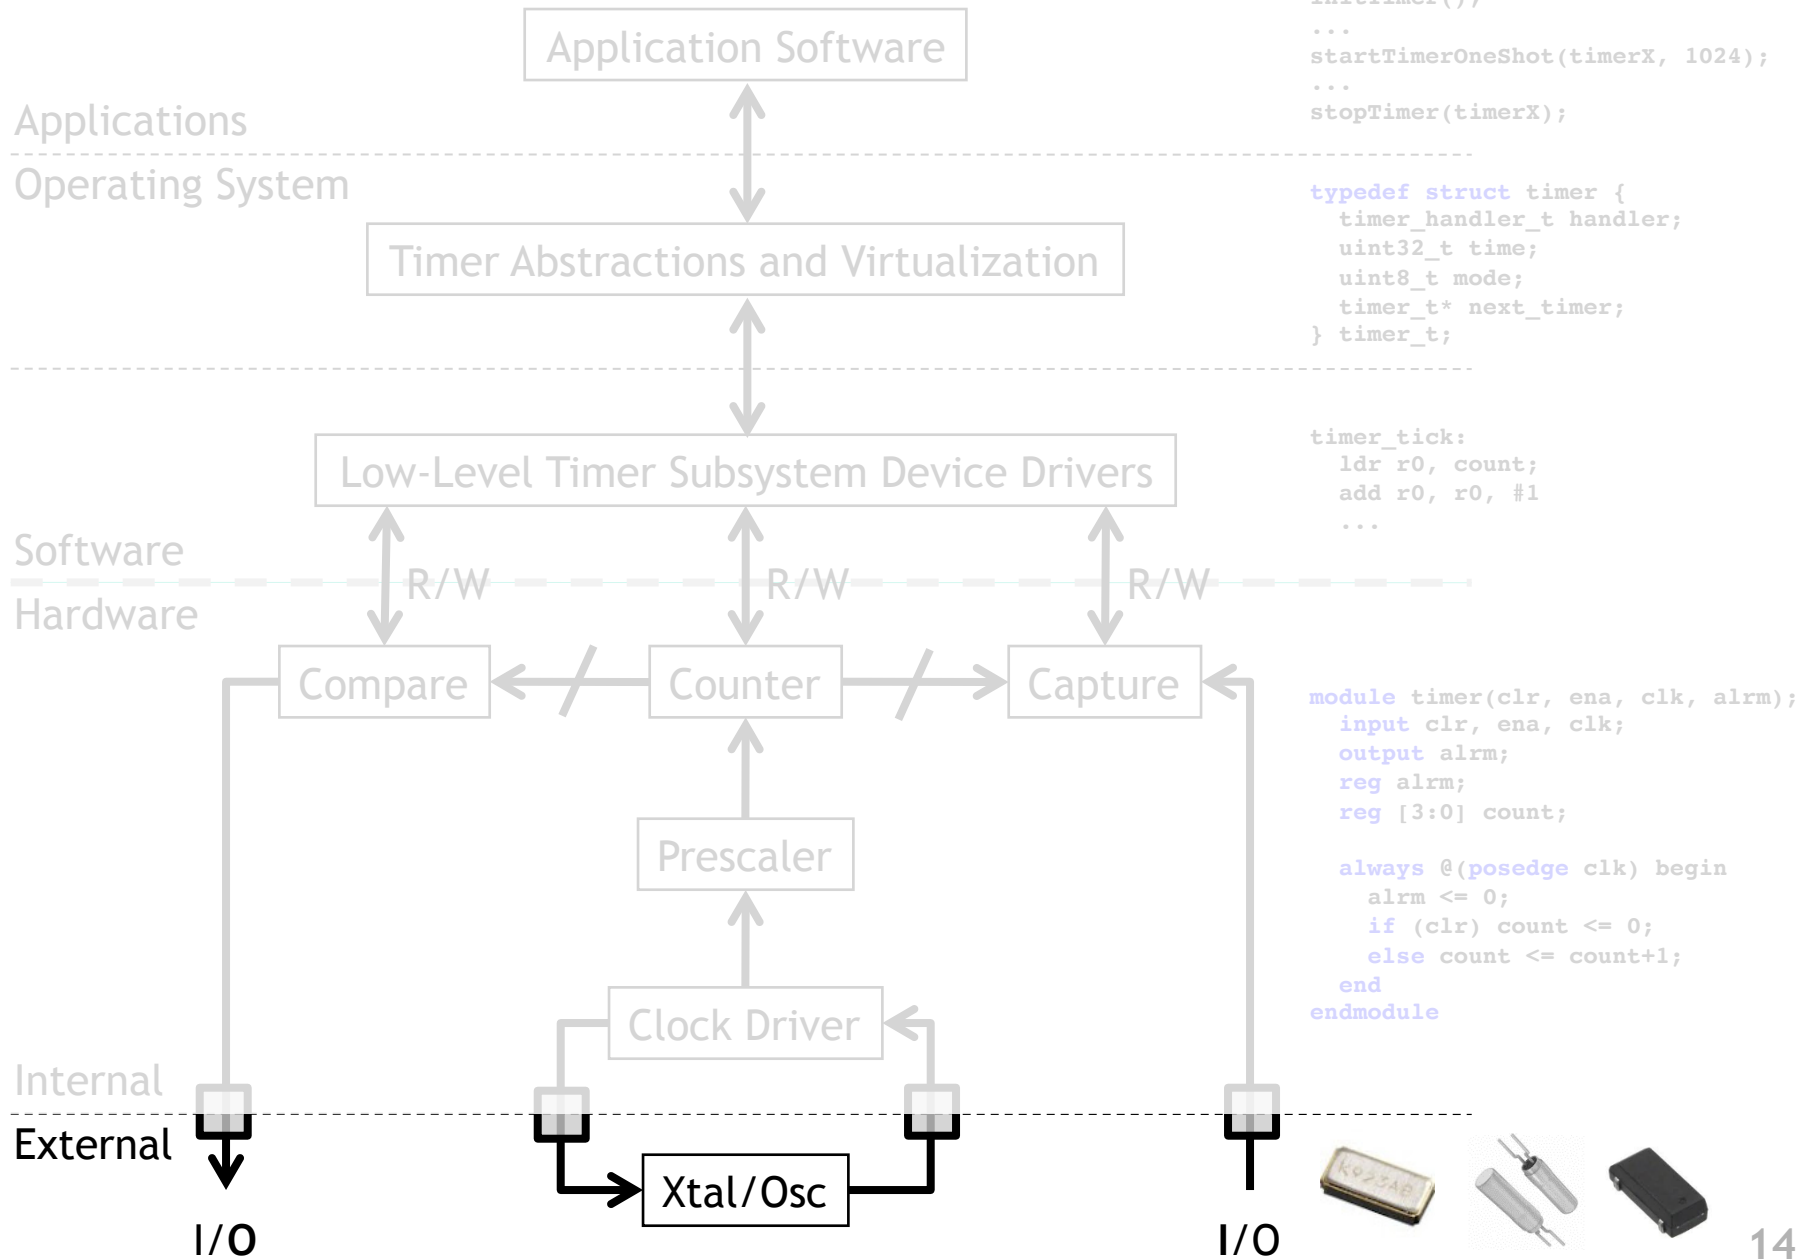 Application Software
Applications
Operating System
Timer Abstractions and Virtualization
Low-Level Timer Subsystem Device Drivers
Software
R/W
R/W
R/W
Hardware
Compare
Counter
Capture
Prescaler
Clock Driver
Internal
External
Xtal/Osc
I/O
I/O
initTimer();
...
startTimerOneShot(timerX, 1024);
...
stopTimer(timerX);
typedef struct timer {
timer_handler_t handler;
uint32_t time;
uint8_t mode;
timer_t* next_timer;
} timer_t;
timer_tick:
ldr r0, count;
add r0, r0, #1
...
module timer(clr, ena, clk, alrm);
input clr, ena, clk;
output alrm;
reg alrm;
reg [3:0] count;
always @(posedge clk) begin
alrm <= 0;
if (clr) count <= 0;
else count <= count+1;
end
endmodule
K923AB
14